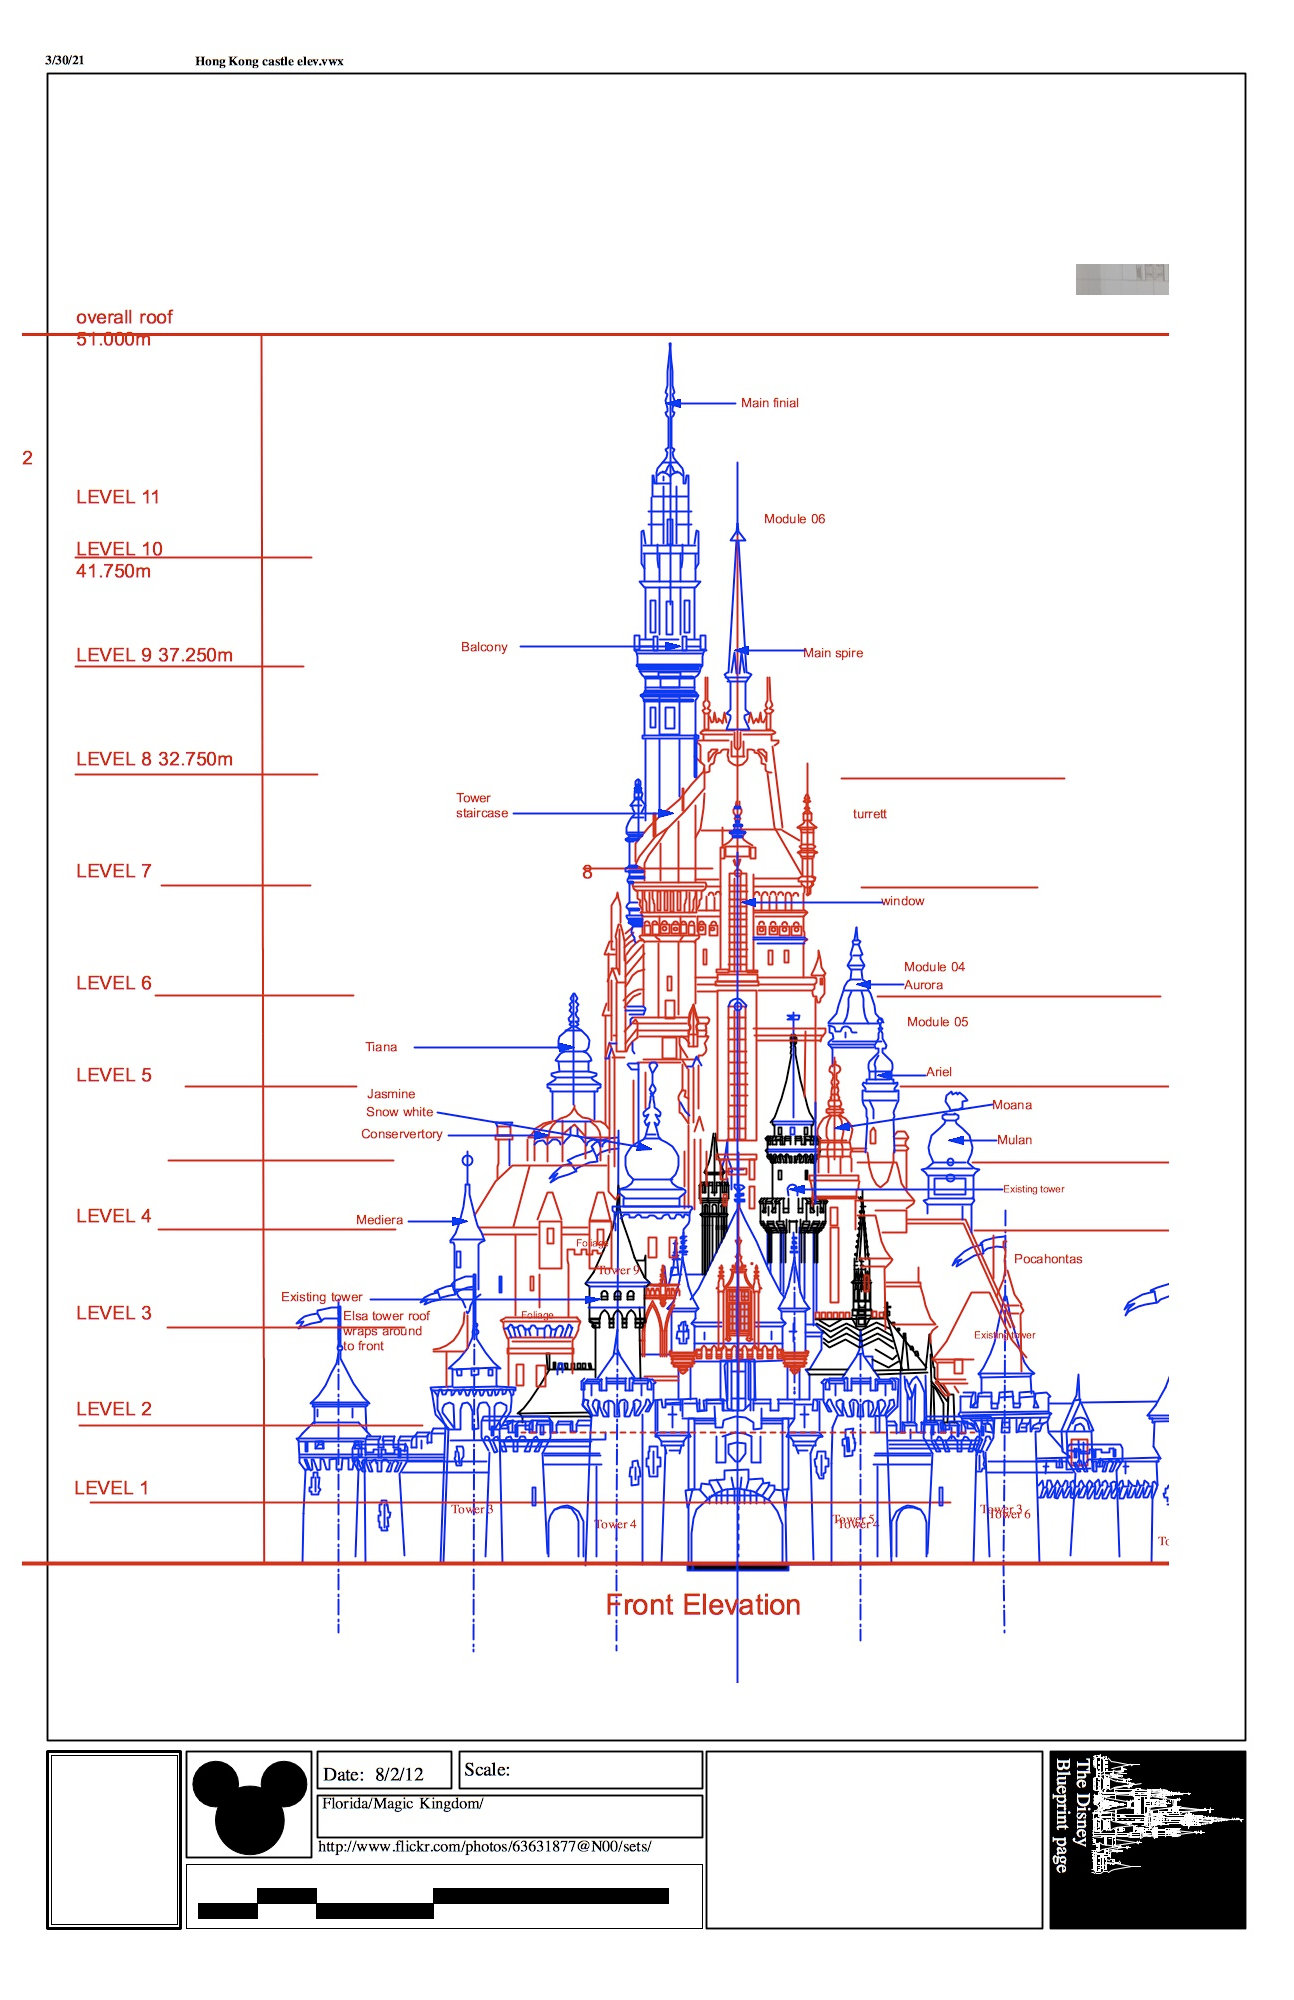 3/30/21 Hong Kong castle elev.vwx
overall roof
51.000m
Main finial
2
LEVEL 11
Module 06
LEVEL 10
41.750m
Balcony
Main spire
LEVEL 9 37.250m
LEVEL 8 32.750m
Tower
staircase
turrett
LEVEL 7
8
window
Module 04
LEVEL 6
Aurora
Module 05
Tiana
LEVEL 5
Ariel
Jasmine
Snow white
Moana
Conservertory
Mulan
Existing tower
LEVEL 4
Mediera
Foliage
Pocahontas
Tower 9
Existing tower
LEVEL 3
Elsa tower roof
wraps around
to front
Foliage
Existing tower
LEVEL 2
LEVEL 1
Tower 3
Tower 4
Tower 5
Tower 4
Tower 3
Tower 6
To
Front Elevation
Date: 8/2/12
Scale:
Florida/Magic Kingdom/
http://www.flickr.com/photos/63631877@N00/sets/
The Disney
Blueprint page